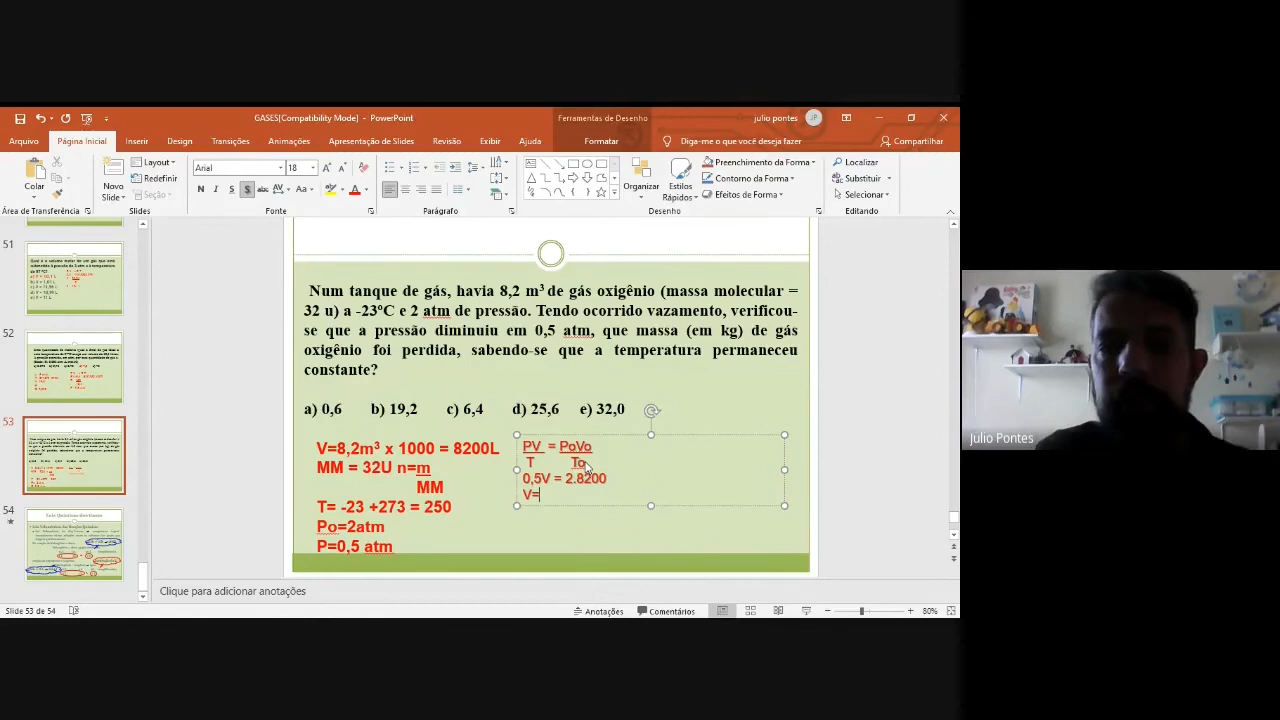 GASES[Compatibility Mode] - PowerPoint
Ferramentas de Desenho
julio pontes
JP
Arquivo
Página Inicial
Inserir
Design
Transições
Animações
Apresentação de Slides
Revisão
Exibir
Ajuda
Formatar
Diga-me o que você deseja fazer
Compartilhar
Colar
Novo Slide
Layout
Redefinir
Seção
Arial
18
N I S S abc AV Aa A
Organizar
Estilos Rápidos
Preenchimento da Forma
Contorno da Forma
Efeitos de Forma
Localizar
Substituir
Selecionar
Área de Transferência
Slides
Fonte
Parágrafo
Desenho
Editando
51
52
53
54
Num tanque de gás, havia 8,2 m³ de gás oxigênio (massa molecular =
32 u) a -23ºC e 2 atm de pressão. Tendo ocorrido vazamento, verificou-
se que a pressão diminuiu em 0,5 atm, que massa (em kg) de gás
oxigênio foi perdida, sabendo-se que a temperatura permaneceu
constante?
a) 0,6 b) 19,2 c) 6,4 d) 25,6 e) 32,0
V=8,2m³ x 1000 = 8200L
MM = 32U n=m
MM
T= -23 +273 = 250
Po=2atm
P=0,5 atm
PV = PoVo
T To
0,5V = 2.8200
V=
Clique para adicionar anotações
Slide 53 de 54
Anotações
Comentários
80%
Julio Pontes